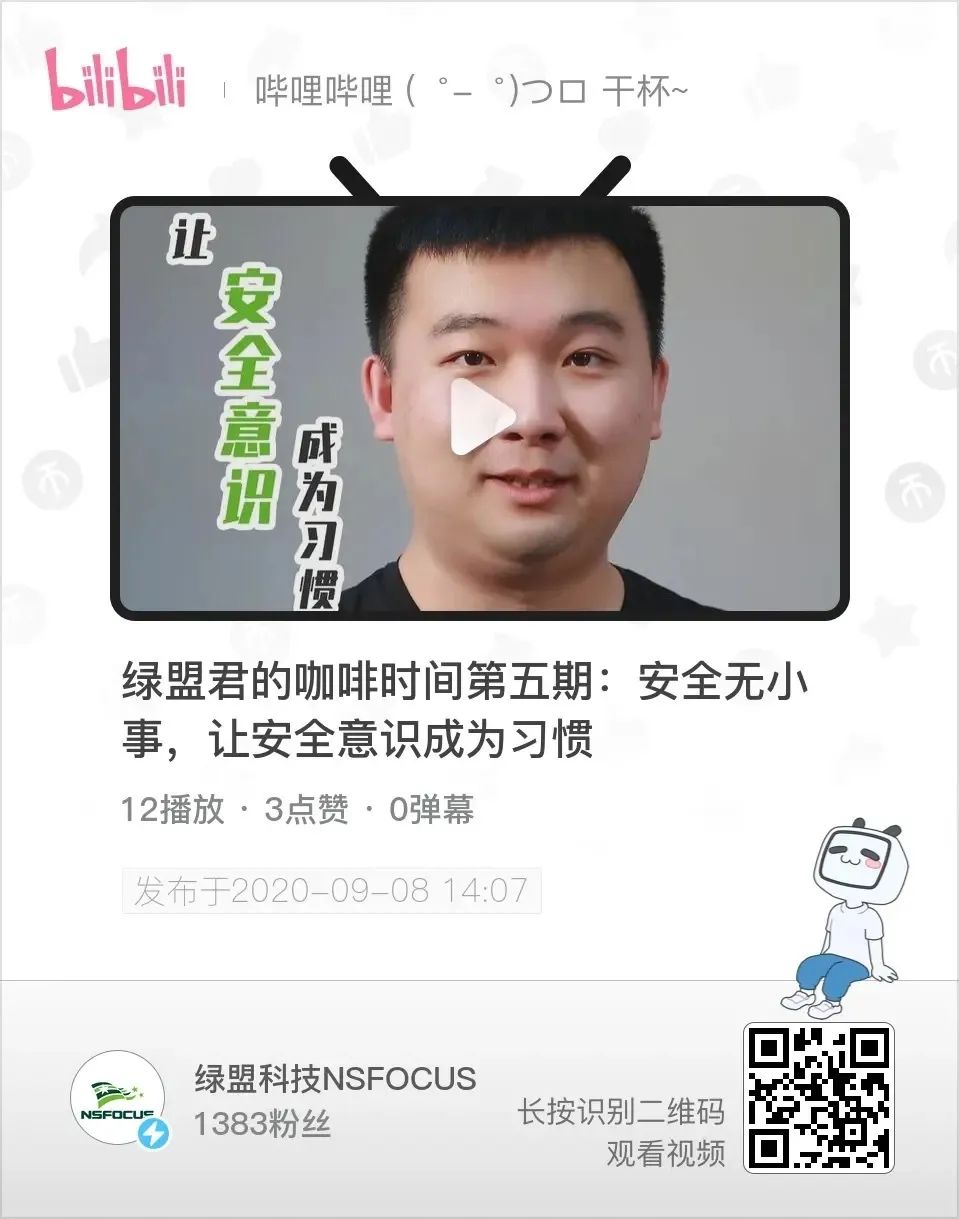 bilibili 哔哩哔哩 ( ゜- ゜)つロ 干杯~
让
安全意识
成为习惯
绿盟君的咖啡时间第五期：安全无小
事，让安全意识成为习惯
12播放 · 3点赞 · 0弹幕
发布于2020-09-08 14:07
NSFOCUS
绿盟科技NSFOCUS
1383粉丝
长按识别二维码
观看视频